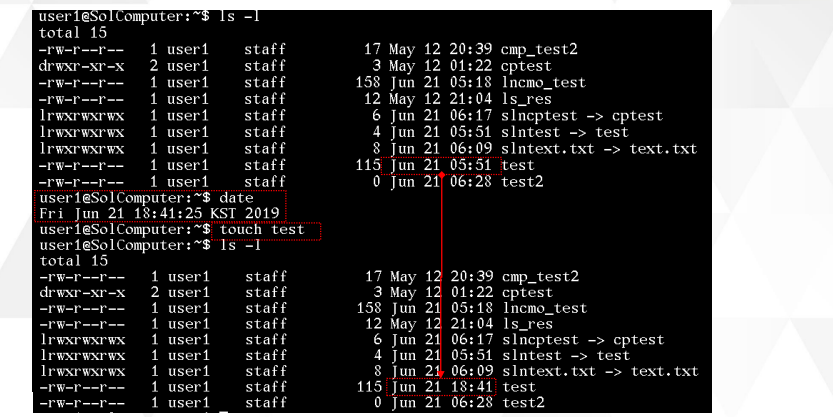 user1@SolComputer:~$ ls -l
total 15
-rw-r--r-- 1 user1 staff 17 May 12 20:39 cmp_test2
drwxr-xr-x 2 user1 staff 3 May 12 01:22 cptest
-rw-r--r-- 1 user1 staff 158 Jun 21 05:18 lncmo_test
-rw-r--r-- 1 user1 staff 12 May 12 21:04 ls_res
lrwxrwxrwx 1 user1 staff 6 Jun 21 06:17 slncptest -> cptest
lrwxrwxrwx 1 user1 staff 4 Jun 21 05:51 slntest -> test
lrwxrwxrwx 1 user1 staff 8 Jun 21 06:09 slntext.txt -> text.txt
-rw-r--r-- 1 user1 staff 115 Jun 21 05:51 test
-rw-r--r-- 1 user1 staff 0 Jun 21 06:28 test2
user1@SolComputer:~$ date
Fri Jun 21 18:41:25 KST 2019
user1@SolComputer:~$ touch test
user1@SolComputer:~$ ls -l
total 15
-rw-r--r-- 1 user1 staff 17 May 12 20:39 cmp_test2
drwxr-xr-x 2 user1 staff 3 May 12 01:22 cptest
-rw-r--r-- 1 user1 staff 158 Jun 21 05:18 lncmo_test
-rw-r--r-- 1 user1 staff 12 May 12 21:04 ls_res
lrwxrwxrwx 1 user1 staff 6 Jun 21 06:17 slncptest -> cptest
lrwxrwxrwx 1 user1 staff 4 Jun 21 05:51 slntest -> test
lrwxrwxrwx 1 user1 staff 8 Jun 21 06:09 slntext.txt -> text.txt
-rw-r--r-- 1 user1 staff 115 Jun 21 18:41 test
-rw-r--r-- 1 user1 staff 0 Jun 21 06:28 test2